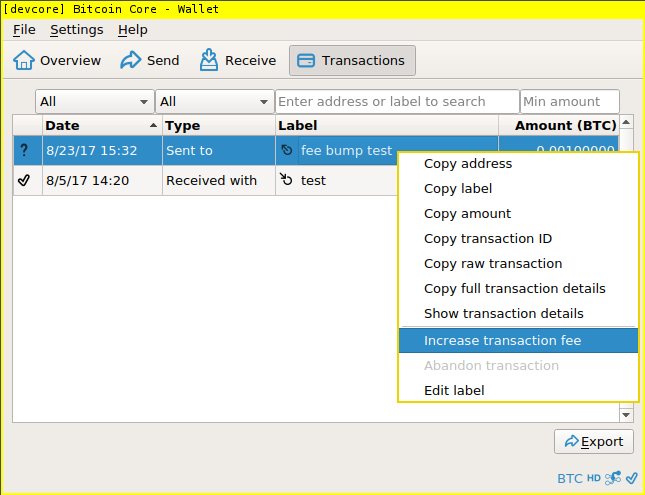 [devcore] Bitcoin Core - Wallet
File Settings Help
Overview Send Receive Transactions
All All Enter address or label to search Min amount
Date Type Label Amount (BTC)
? 8/23/17 15:32 Sent to fee bump test 0.00100000
8/5/17 14:20 Received with test
Copy address
Copy label
Copy amount
Copy transaction ID
Copy raw transaction
Copy full transaction details
Show transaction details
Increase transaction fee
Abandon transaction
Edit label
Export
BTC HD